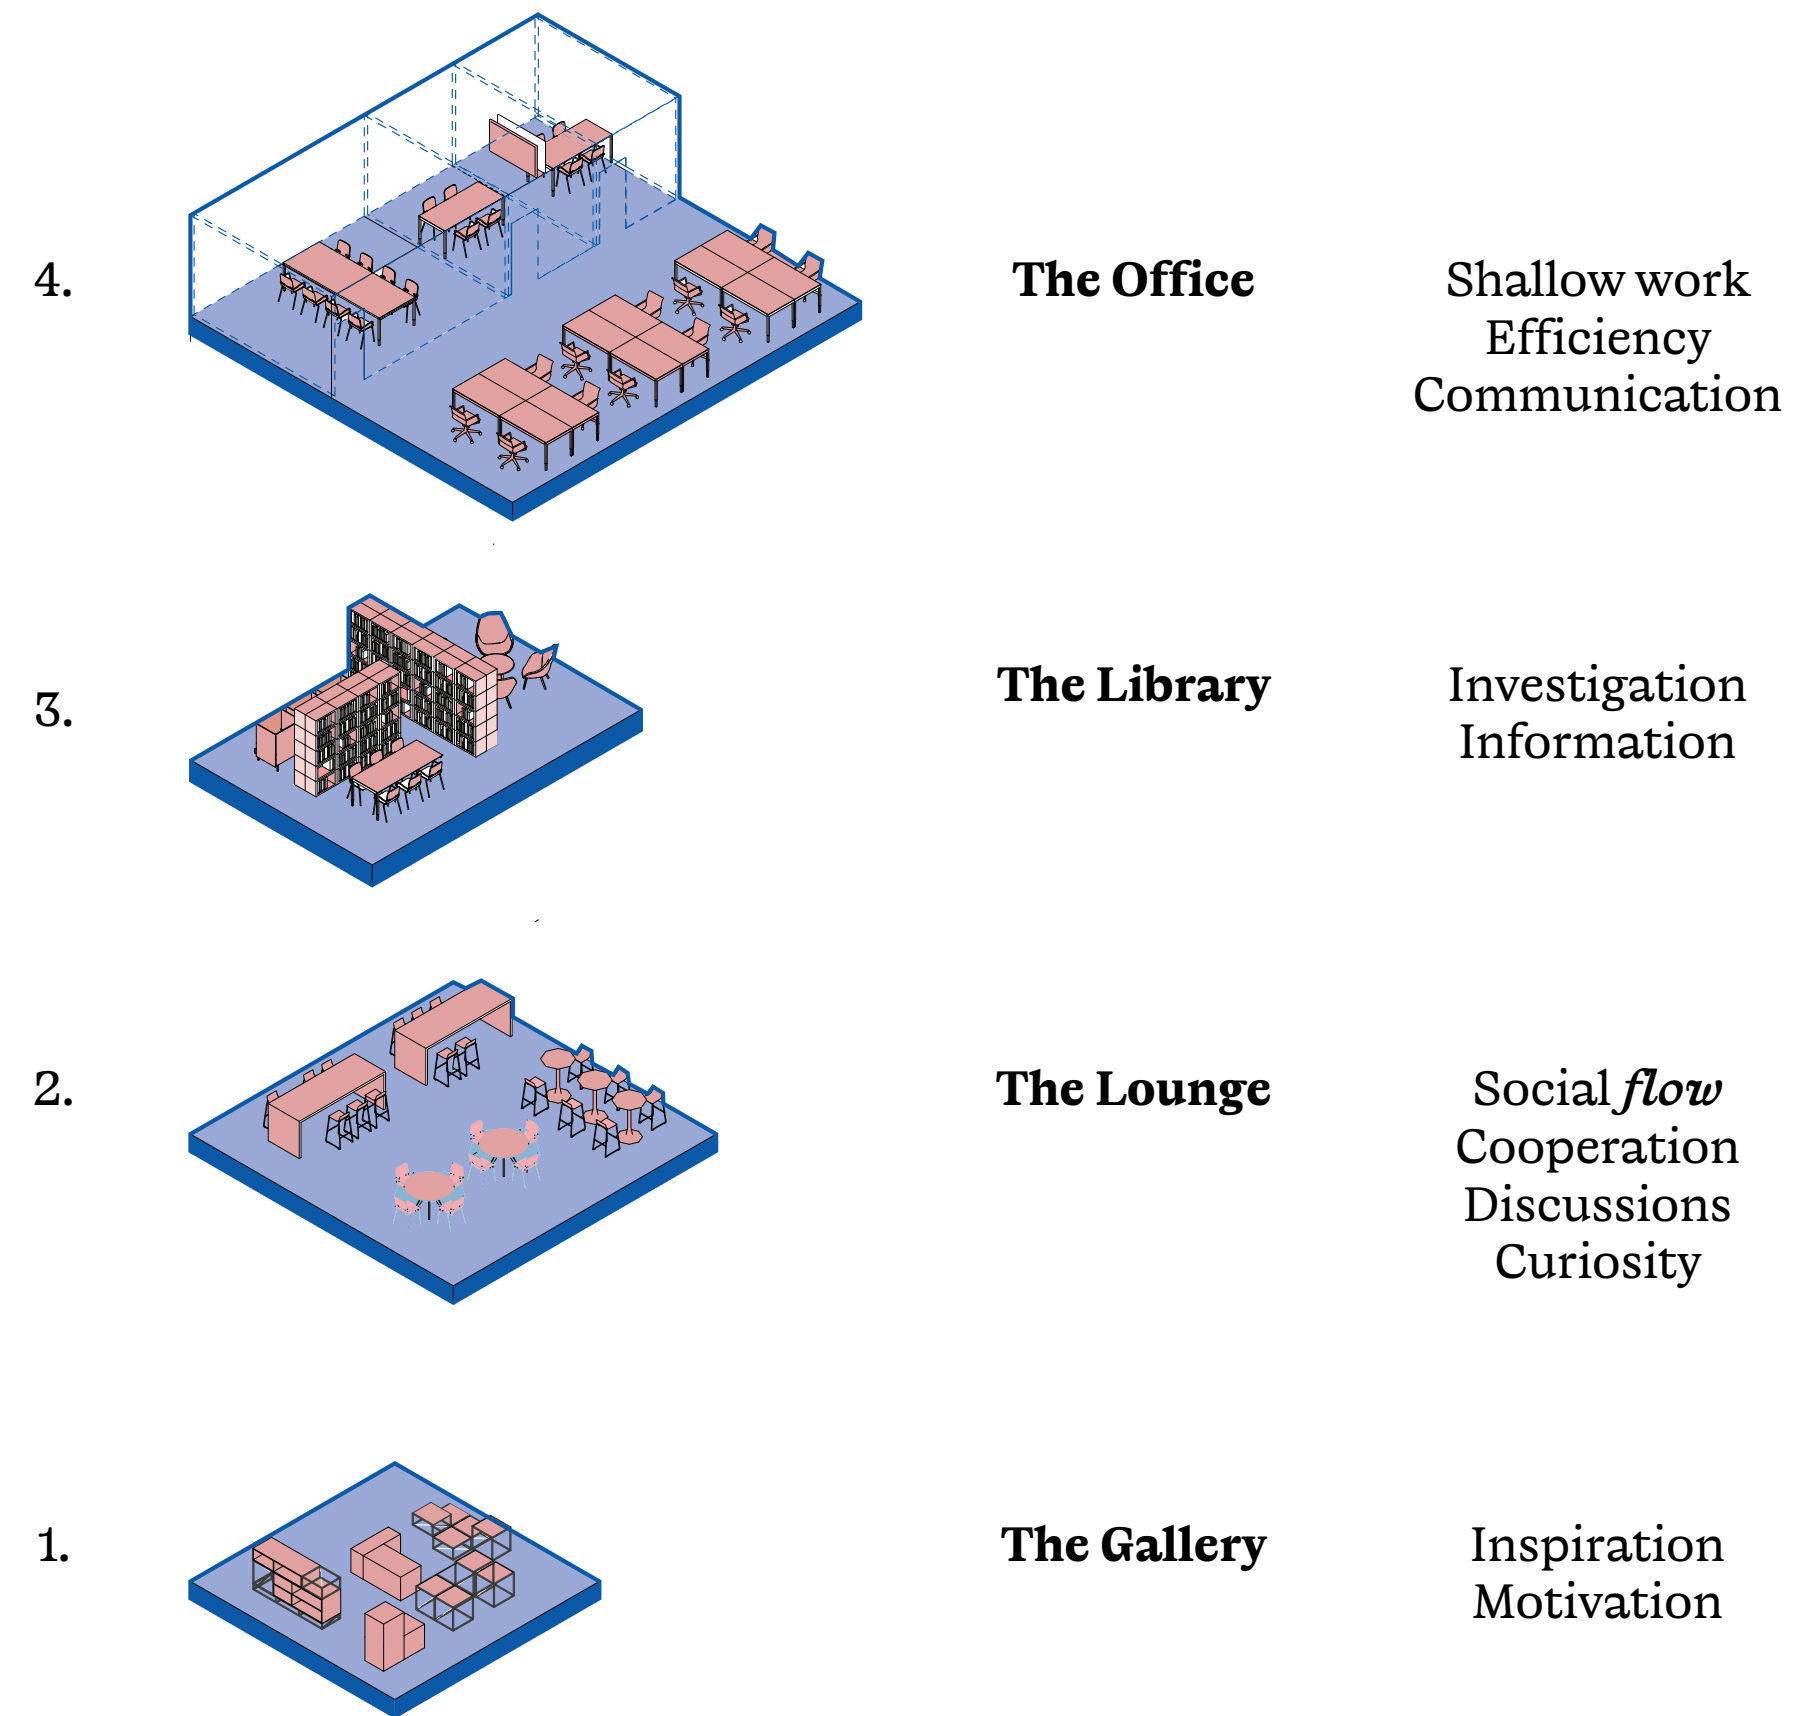 4.
The Office
Shallow work
Efficiency
Communication
3.
The Library
Investigation
Information
2.
The Lounge
Social flow
Cooperation
Discussions
Curiosity
1.
The Gallery
Inspiration
Motivation